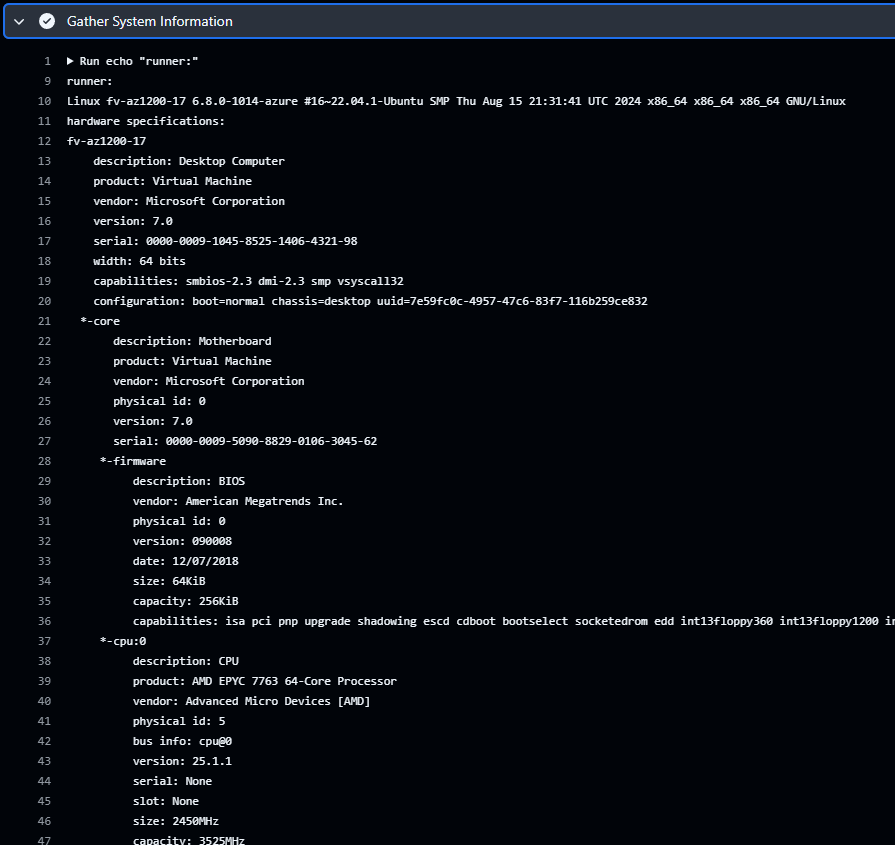 Gather System Information
1 ▶ Run echo "runner:"
9 runner:
10 Linux fv-az1200-17 6.8.0-1014-azure #16~22.04.1-Ubuntu SMP Thu Aug 15 21:31:41 UTC 2024 x86_64 x86_64 x86_64 GNU/Linux
11 hardware specifications:
12 fv-az1200-17
13     description: Desktop Computer
14     product: Virtual Machine
15     vendor: Microsoft Corporation
16     version: 7.0
17     serial: 0000-0009-1045-8525-1406-4321-98
18     width: 64 bits
19     capabilities: smbios-2.3 dmi-2.3 smp vsyscall32
20     configuration: boot=normal chassis=desktop uuid=7e59fc0c-4957-47c6-83f7-116b259ce832
21   *-core
22        description: Motherboard
23        product: Virtual Machine
24        vendor: Microsoft Corporation
25        physical id: 0
26        version: 7.0
27        serial: 0000-0009-5090-8829-0106-3045-62
28      *-firmware
29           description: BIOS
30           vendor: American Megatrends Inc.
31           physical id: 0
32           version: 090008
33           date: 12/07/2018
34           size: 64KiB
35           capacity: 256KiB
36           capabilities: isa pci pnp upgrade shadowing escd cdboot bootselect socketedrom edd int13floppy360 int13floppy1200
37      *-cpu:0
38           description: CPU
39           product: AMD EPYC 7763 64-Core Processor
40           vendor: Advanced Micro Devices [AMD]
41           physical id: 5
42           bus info: cpu@0
43           version: 25.1.1
44           serial: None
45           slot: None
46           size: 2450MHz
47           capacity: 3525MHz